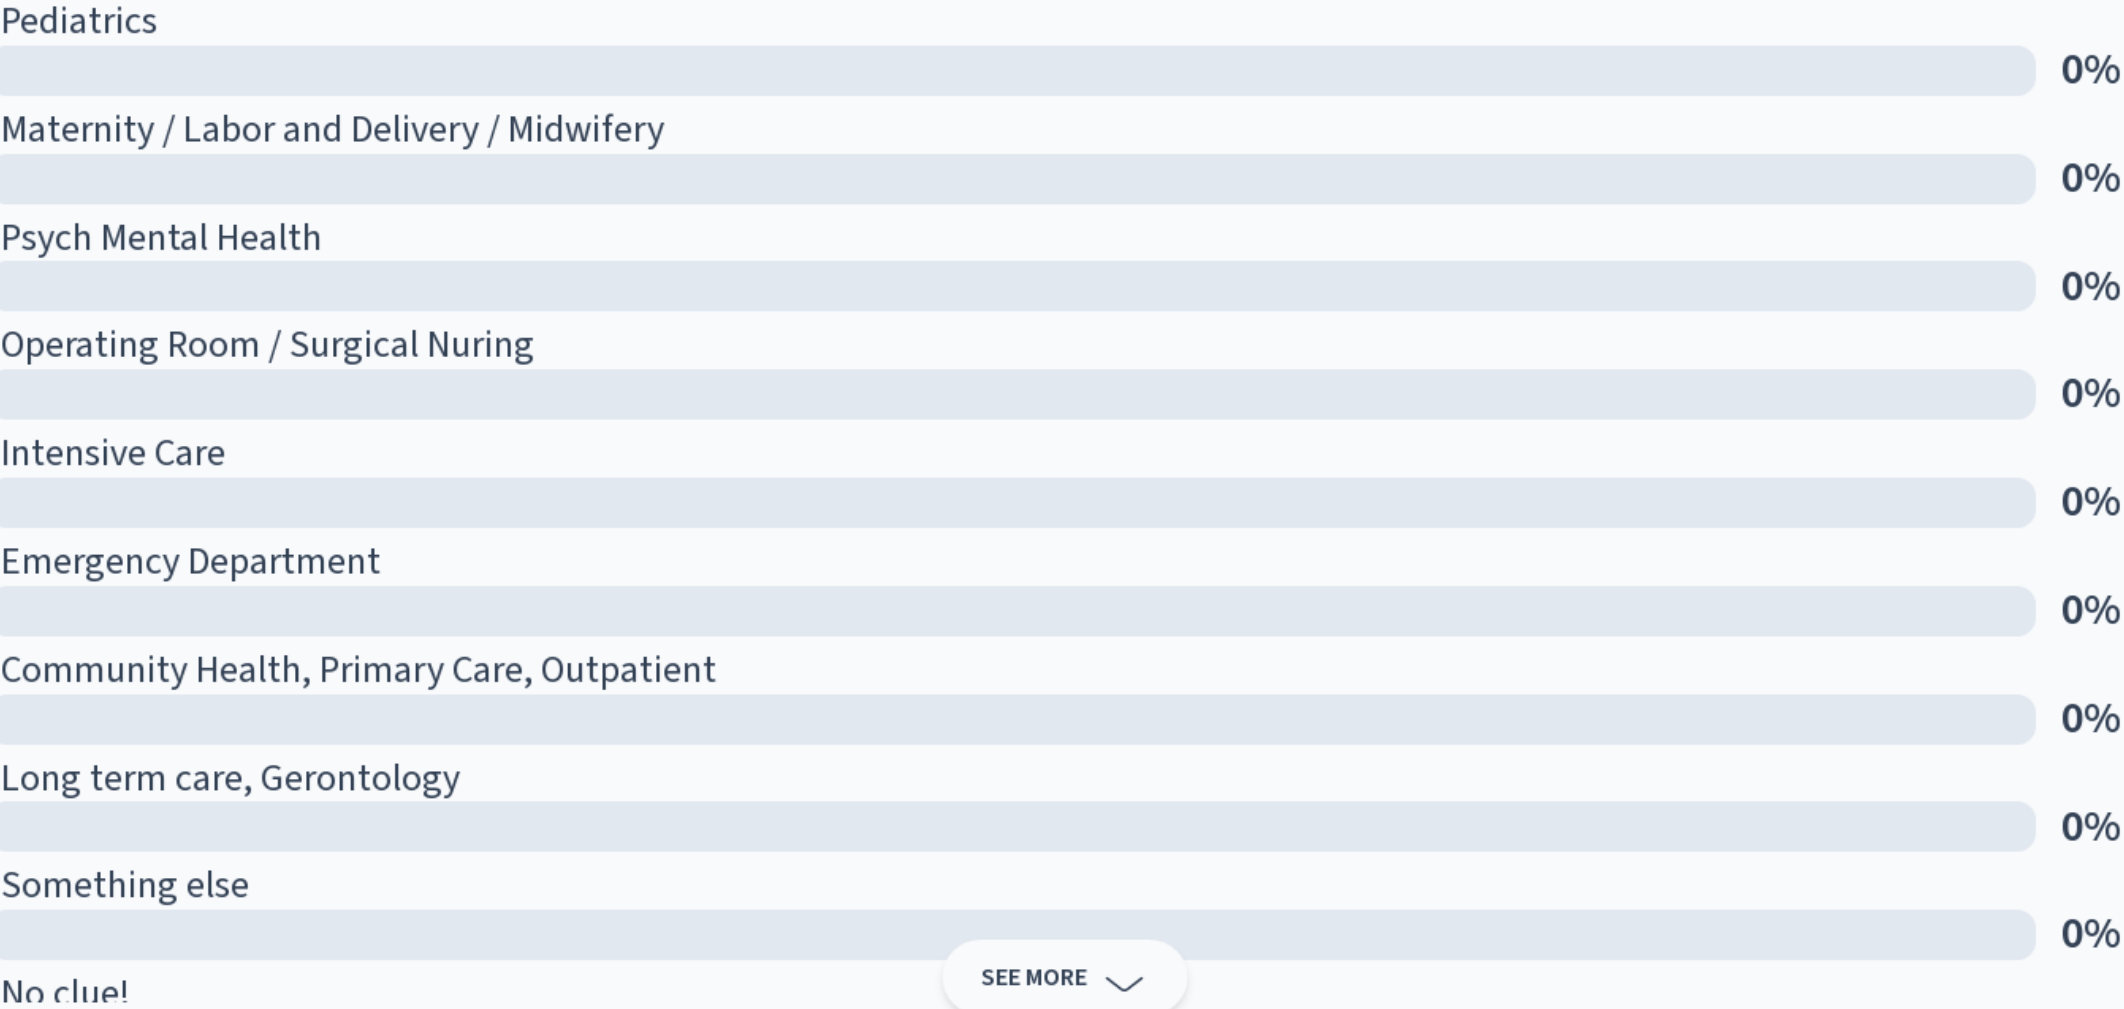 Pediatrics
0%
Maternity / Labor and Delivery / Midwifery
0%
Psych Mental Health
0%
Operating Room / Surgical Nuring
0%
Intensive Care
0%
Emergency Department
0%
Community Health, Primary Care, Outpatient
0%
Long term care, Gerontology
0%
Something else
0%
SEE MORE
No clue!